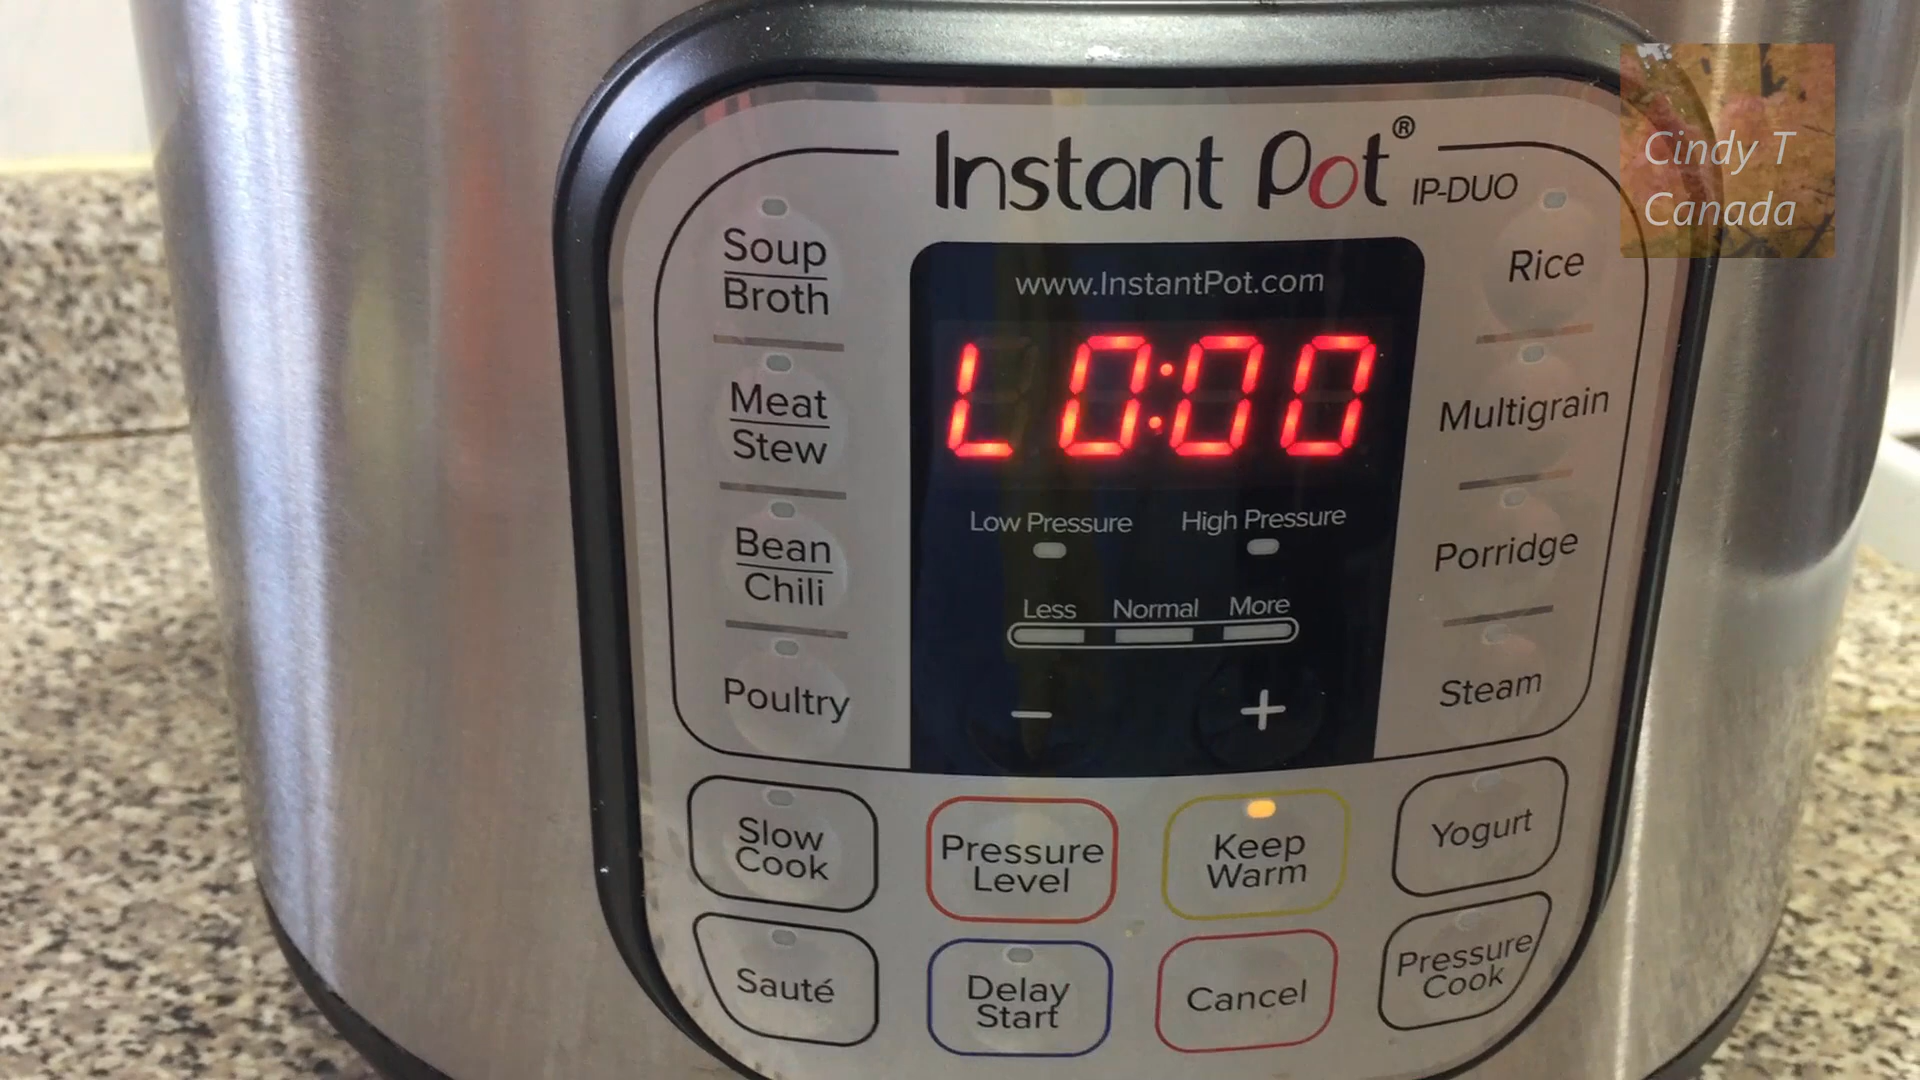 Cindy T
Canada
Instant Pot® IP-DUO
www.InstantPot.com
L0:00
Low Pressure High Pressure
Less Normal More
− +
Soup
Broth
Meat
Stew
Bean
Chili
Poultry
Rice
Multigrain
Porridge
Steam
Slow
Cook
Pressure
Level
Keep
Warm
Yogurt
Sauté
Delay
Start
Cancel
Pressure
Cook